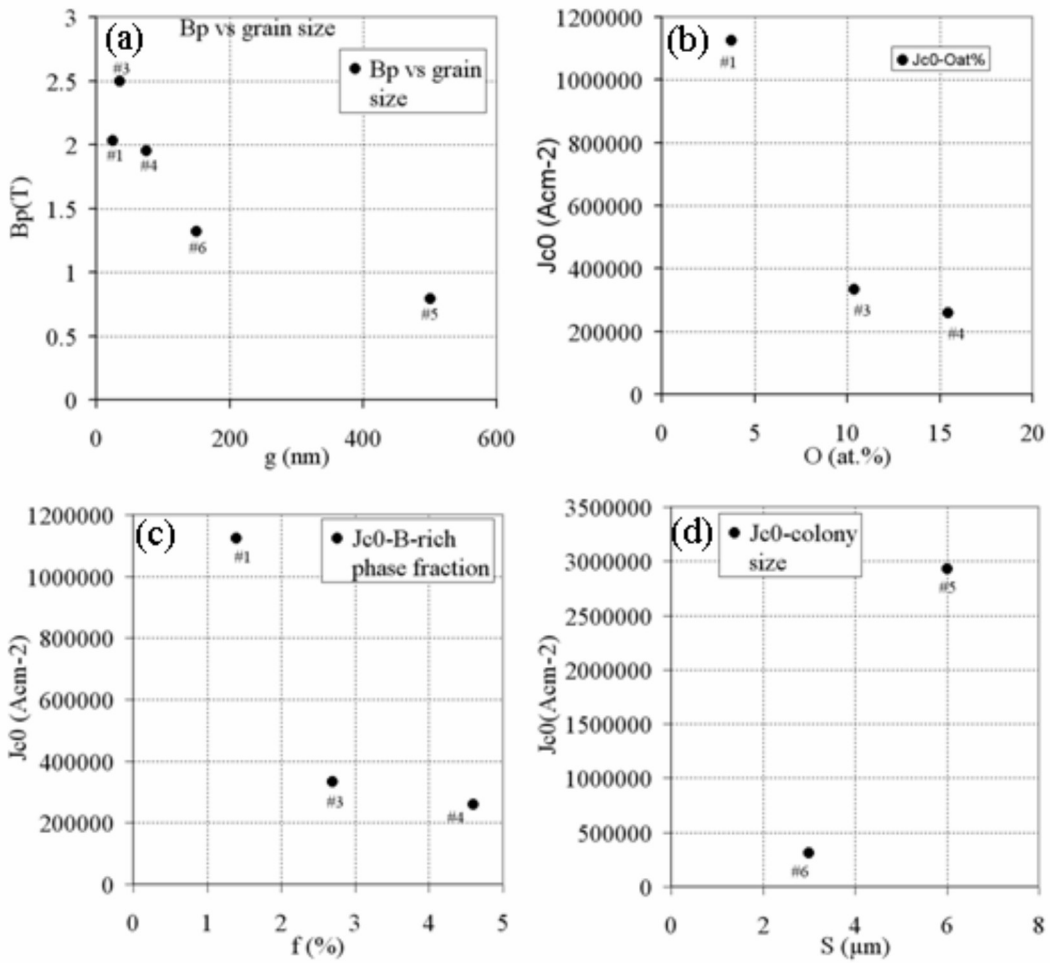 (a)
Bp vs grain size
Bp vs grain
size
3
2.5
2
1.5
1
0.5
0
Bp(T)
#3
#1
#4
#6
#5
0 200 400 600
g (nm)
(b)
Jc0-Oat%
1200000
1000000
800000
600000
400000
200000
0
Jc0 (Acm-2)
#1
#3
#4
0 5 10 15 20
O (at.%)
(c)
Jc0-B-rich
phase fraction
1200000
1000000
800000
600000
400000
200000
0
Jc0 (Acm-2)
#1
#3
#4
0 1 2 3 4 5
f (%)
(d)
Jc0-colony
size
3500000
3000000
2500000
2000000
1500000
1000000
500000
0
Jc0(Acm-2)
#5
#6
0 2 4 6 8
S (μm)